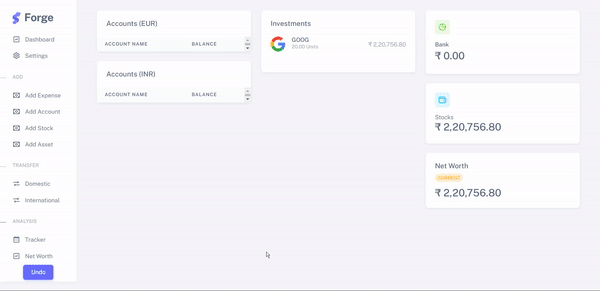 Forge
Dashboard
Settings
ADD
Add Expense
Add Account
Add Stock
Add Asset
TRANSFER
Domestic
International
ANALYSIS
Tracker
Net Worth
Undo
Accounts (EUR)
ACCOUNT NAME BALANCE
Accounts (INR)
ACCOUNT NAME BALANCE
Investments
GOOG
20.00 Units
₹ 2,20,756.80
Bank
₹ 0.00
Stocks
₹ 2,20,756.80
Net Worth
CURRENT
₹ 2,20,756.80